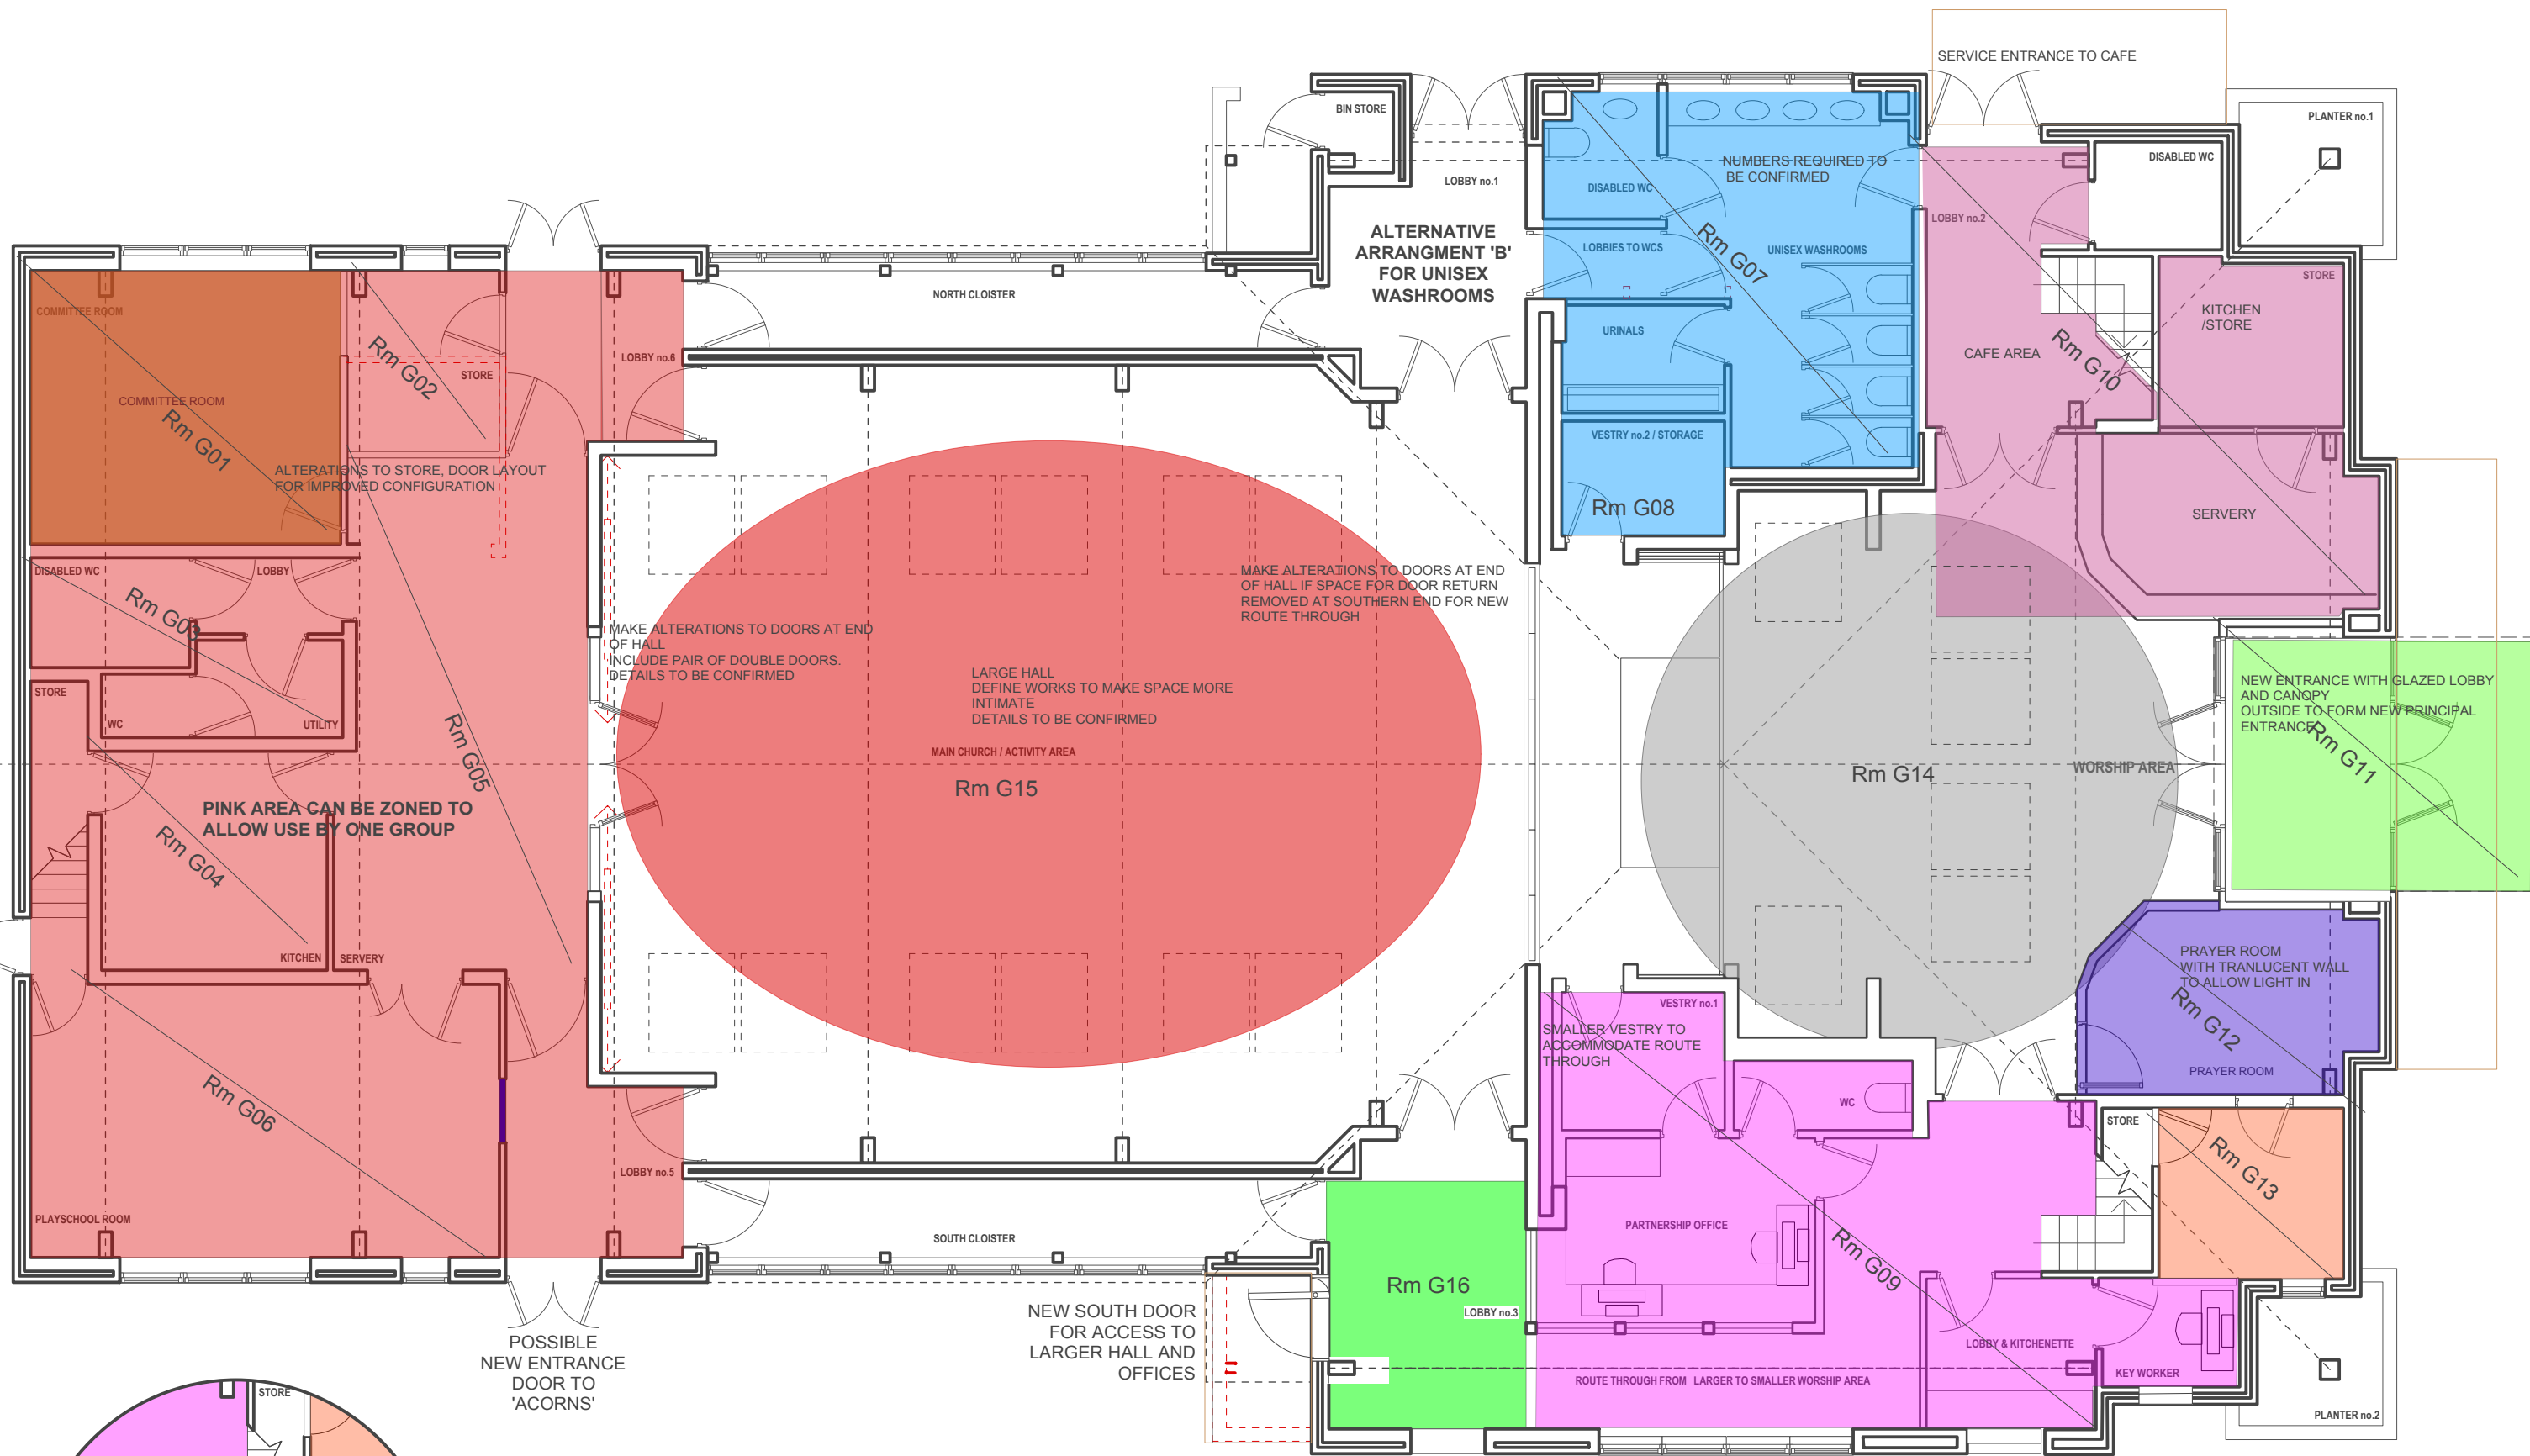 SERVICE ENTRANCE TO CAFE
BIN STORE
PLANTER no.1
DISABLED WC
NUMBERS REQUIRED TO
BE CONFIRMED
LOBBY no.1
DISABLED WC
LOBBY no.2
ALTERNATIVE
ARRANGMENT 'B'
FOR UNISEX
WASHROOMS
LOBBIES TO WCS
Rm G07
UNISEX WASHROOMS
STORE
KITCHEN
/STORE
NORTH CLOISTER
COMMITTEE ROOM
Rm G02
LOBBY no.6
URINALS
CAFE AREA
Rm G10
STORE
COMMITTEE ROOM
Rm G01
VESTRY no.2 / STORAGE
ALTERATIONS TO STORE, DOOR LAYOUT
FOR IMPROVED CONFIGURATION
Rm G08
SERVERY
DISABLED WC
LOBBY
Rm G03
MAKE ALTERATIONS TO DOORS AT END
OF HALL IF SPACE FOR DOOR RETURN
REMOVED AT SOUTHERN END FOR NEW
ROUTE THROUGH
MAKE ALTERATIONS TO DOORS AT END
OF HALL
INCLUDE PAIR OF DOUBLE DOORS.
DETAILS TO BE CONFIRMED
LARGE HALL
DEFINE WORKS TO MAKE SPACE MORE
INTIMATE
DETAILS TO BE CONFIRMED
NEW ENTRANCE WITH GLAZED LOBBY
AND CANOPY
OUTSIDE TO FORM NEW PRINCIPAL
ENTRANCE
STORE
WC
UTILITY
Rm G05
MAIN CHURCH / ACTIVITY AREA
Rm G15
Rm G14
WORSHIP AREA
Rm G11
PINK AREA CAN BE ZONED TO
ALLOW USE BY ONE GROUP
Rm G04
KITCHEN
SERVERY
PRAYER ROOM
WITH TRANLUCENT WALL
TO ALLOW LIGHT IN
Rm G12
PRAYER ROOM
VESTRY no.1
SMALLER VESTRY TO
ACCOMMODATE ROUTE
THROUGH
Rm G06
WC
STORE
Rm G13
LOBBY no.5
PLAYSCHOOL ROOM
SOUTH CLOISTER
PARTNERSHIP OFFICE
Rm G09
Rm G16
LOBBY no.3
NEW SOUTH DOOR
FOR ACCESS TO
LARGER HALL AND
OFFICES
POSSIBLE
NEW ENTRANCE
DOOR TO
'ACORNS'
LOBBY & KITCHENETTE
KEY WORKER
ROUTE THROUGH FROM LARGER TO SMALLER WORSHIP AREA
PLANTER no.2
STORE